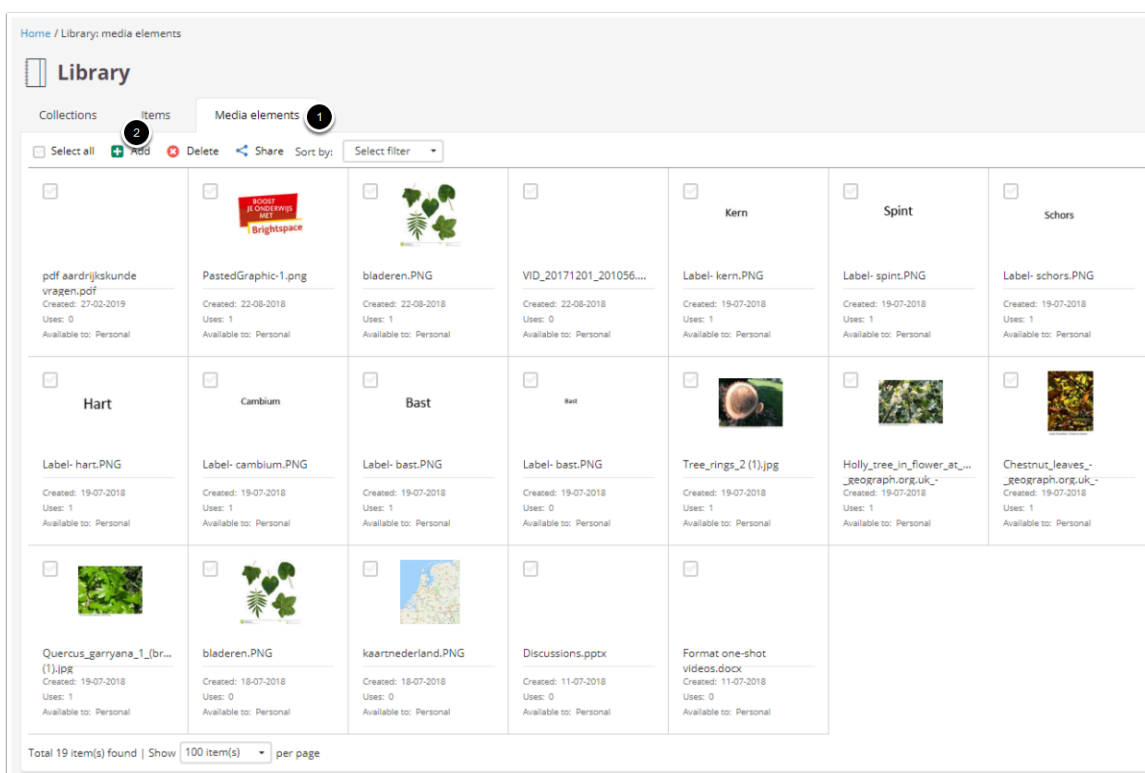 Home / Library: media elements
Library
Collections Items Media elements 1
2
Select all Add Delete Share Sort by: Select filter
BOOST
JE ONDERWIJS
MET
Brightspace
Kern Spint Schors
pdf aardrijkskunde vragen.pdf PastedGraphic-1.png bladeren.PNG VID_20171201_201056.... Label- kern.PNG Label- spint.PNG Label- schors.PNG
Created: 27-02-2019 Created: 22-08-2018 Created: 22-08-2018 Created: 22-08-2018 Created: 19-07-2018 Created: 19-07-2018 Created: 19-07-2018
Uses: 0 Uses: 1 Uses: 1 Uses: 0 Uses: 1 Uses: 1 Uses: 1
Available to: Personal Available to: Personal Available to: Personal Available to: Personal Available to: Personal Available to: Personal Available to: Personal
Hart Cambium Bast Bast
Label- hart.PNG Label- cambium.PNG Label- bast.PNG Label- bast.PNG Tree_rings_2 (1).jpg Holly_tree_in_flower_at_... Chestnut_leaves_-
_geograph.org.uk_- _geograph.org.uk_-
Created: 19-07-2018 Created: 19-07-2018 Created: 19-07-2018 Created: 19-07-2018 Created: 19-07-2018 Created: 19-07-2018 Created: 19-07-2018
Uses: 1 Uses: 1 Uses: 1 Uses: 0 Uses: 1 Uses: 1 Uses: 1
Available to: Personal Available to: Personal Available to: Personal Available to: Personal Available to: Personal Available to: Personal Available to: Personal
Quercus_garryana_1_(br... bladeren.PNG kaartnederland.PNG Discussions.pptx Format one-shot
(1).jpg videos.docx
Created: 19-07-2018 Created: 18-07-2018 Created: 18-07-2018 Created: 11-07-2018 Created: 11-07-2018
Uses: 1 Uses: 0 Uses: 0 Uses: 0 Uses: 0
Available to: Personal Available to: Personal Available to: Personal Available to: Personal Available to: Personal
Total 19 item(s) found | Show 100 item(s) per page